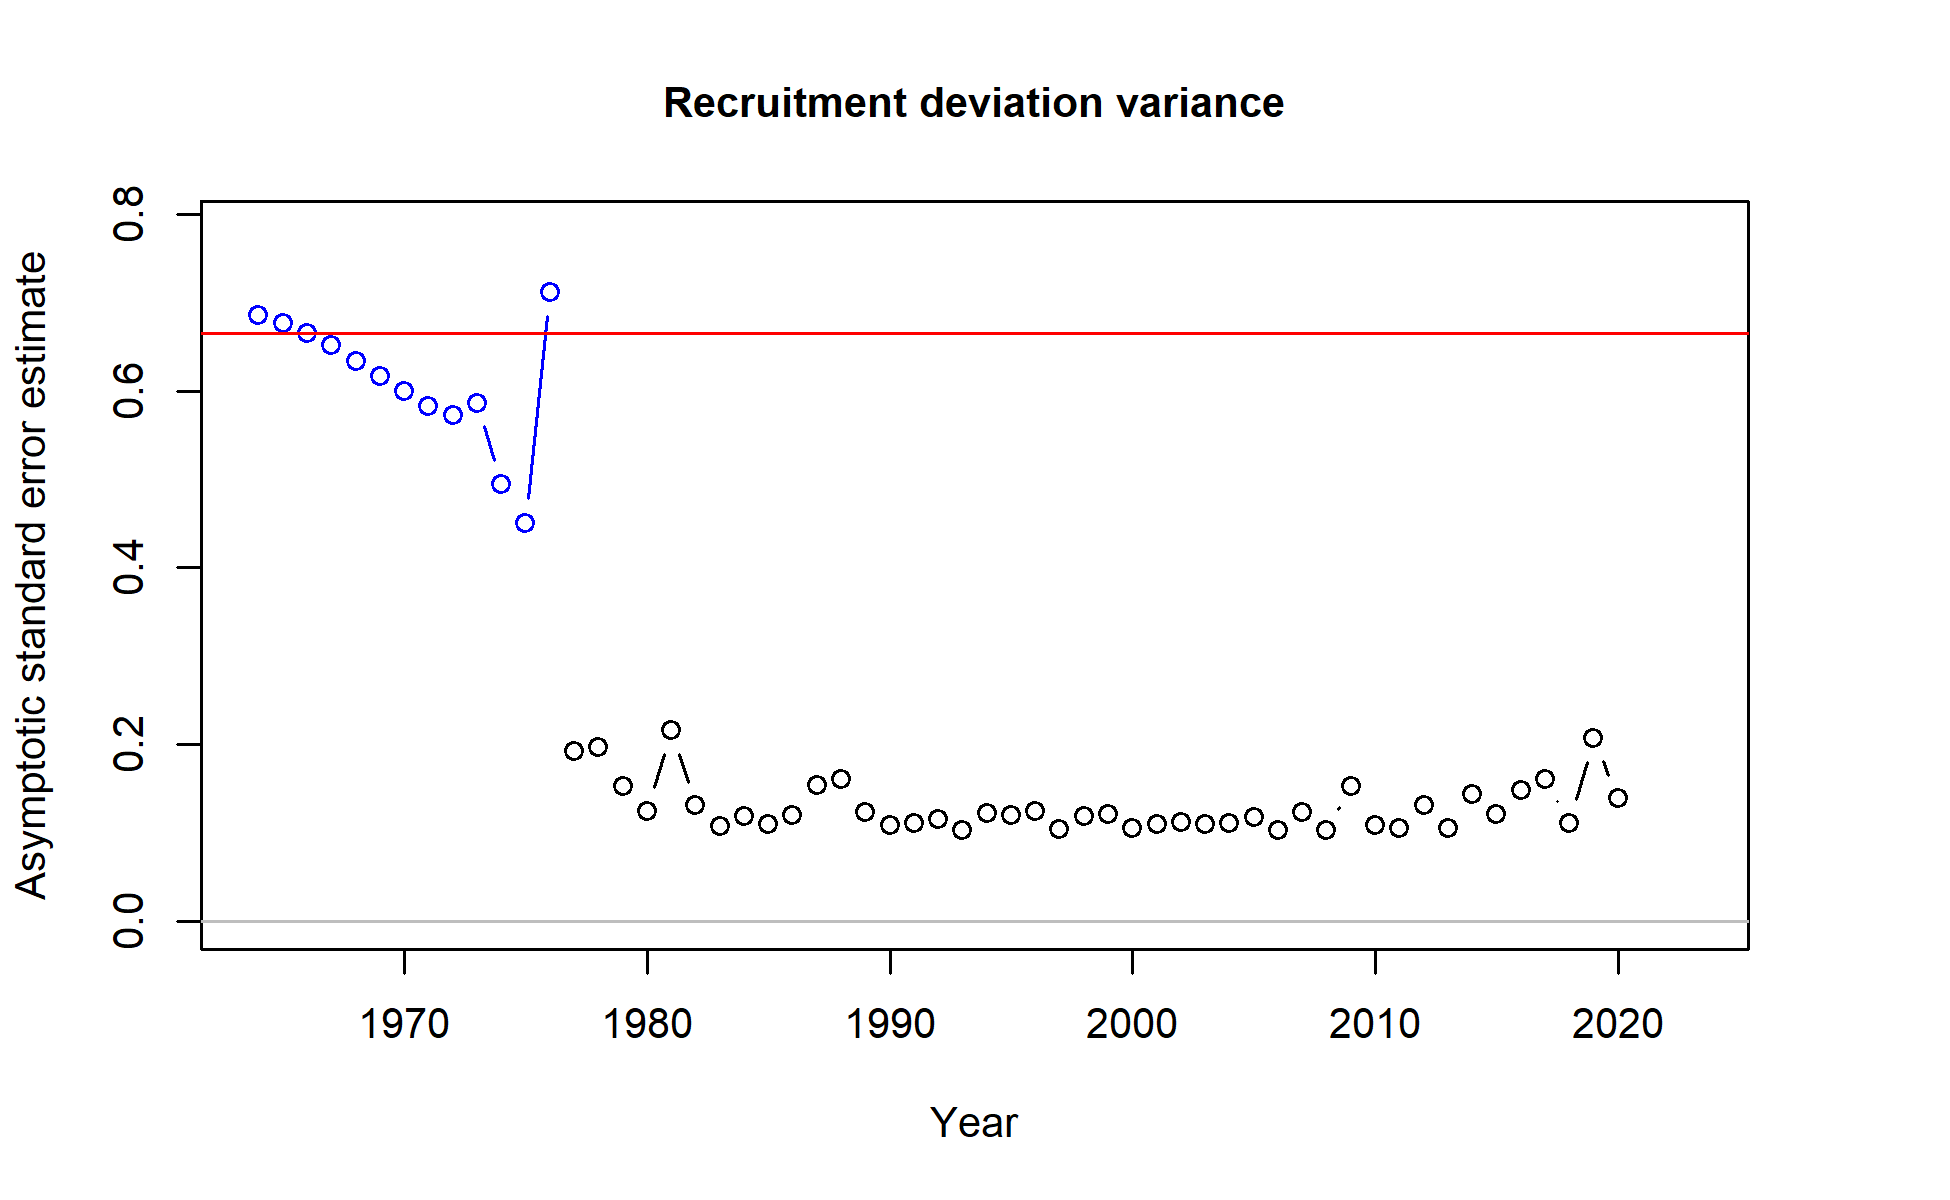 Recruitment deviation variance
Asymptotic standard error estimate
0.8
0.6
0.4
0.2
0.0
1970 1980 1990 2000 2010 2020
Year